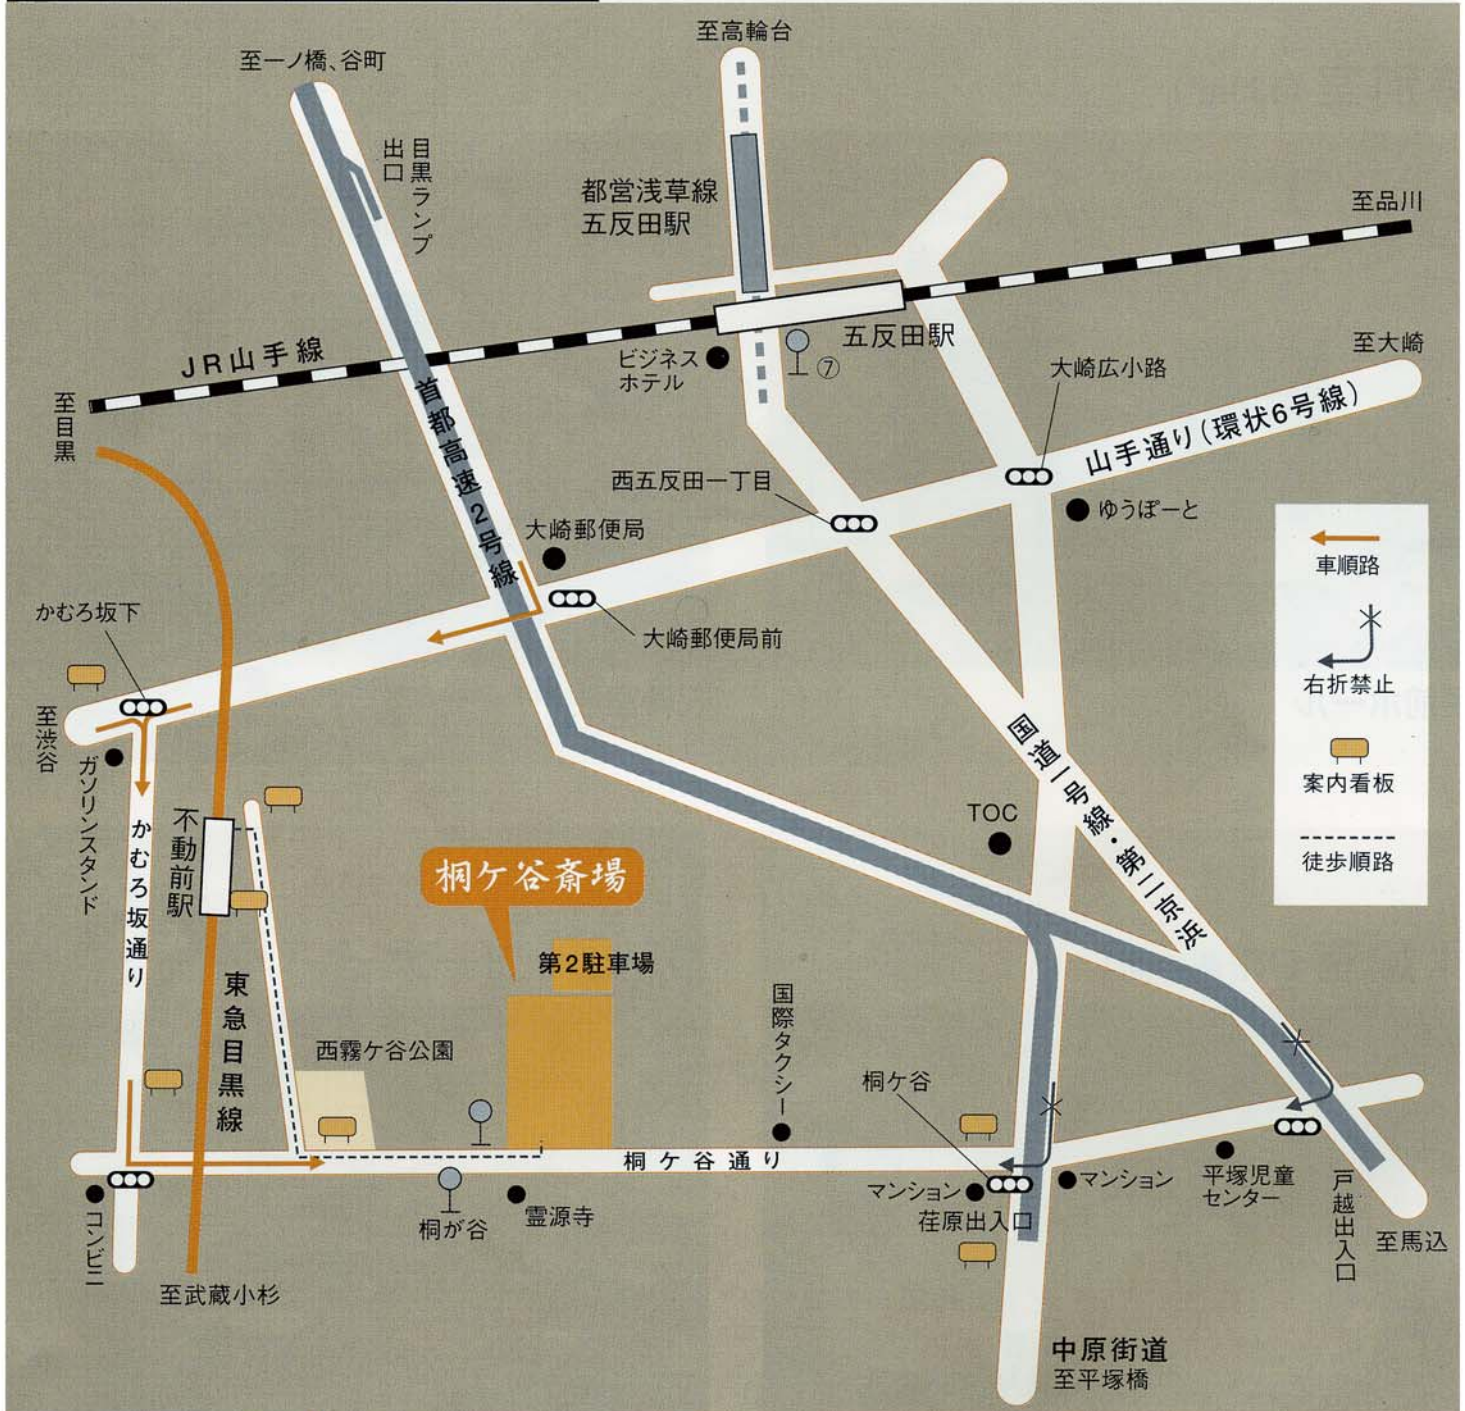 至高輪台
至一ノ橋、谷町
目黒ランプ
出口
都営浅草線
五反田駅
至品川
JR山手線
五反田駅
ビジネス
ホテル
⑦
至大崎
大崎広小路
至目黒
首都高速2号線
山手通り(環状6号線)
西五反田一丁目
ゆうぽーと
大崎郵便局
車順路
かむろ坂下
大崎郵便局前
右折禁止
至渋谷
国道一号線・第二京浜
ガソリンスタンド
案内看板
不動前駅
TOC
かむろ坂通り
徒歩順路
桐ケ谷斎場
第2駐車場
東急目黒線
国際タクシー
西霧ケ谷公園
桐ケ谷
桐ケ谷通り
マンション
マンション
平塚児童
センター
戸越出入口
コンビニ
桐が谷
霊源寺
荏原出入口
至馬込
至武蔵小杉
中原街道
至平塚橋